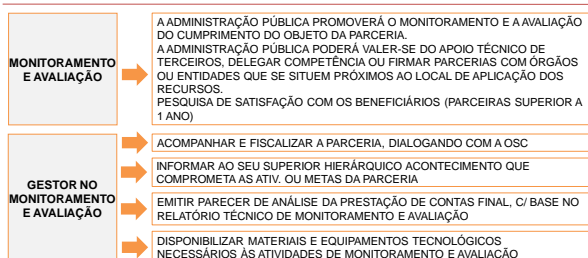 MONITORAMENTO
E AVALIAÇÃO
A ADMINISTRAÇÃO PÚBLICA PROMOVERÁ O MONITORAMENTO E A AVALIAÇÃO
DO CUMPRIMENTO DO OBJETO DA PARCERIA.
A ADMINISTRAÇÃO PÚBLICA PODERÁ VALER-SE DO APOIO TÉCNICO DE
TERCEIROS, DELEGAR COMPETÊNCIA OU FIRMAR PARCERIAS COM ÓRGÃOS
OU ENTIDADES QUE SE SITUEM PRÓXIMOS AO LOCAL DE APLICAÇÃO DOS
RECURSOS.
PESQUISA DE SATISFAÇÃO COM OS BENEFICIÁRIOS (PARCEIRAS SUPERIOR A
1 ANO)
GESTOR NO
MONITORAMENTO
E AVALIAÇÃO
ACOMPANHAR E FISCALIZAR A PARCERIA, DIALOGANDO COM A OSC
INFORMAR AO SEU SUPERIOR HIERÁRQUICO ACONTECIMENTO QUE
COMPROMETA AS ATIV. OU METAS DA PARCERIA
EMITIR PARECER DE ANÁLISE DA PRESTAÇÃO DE CONTAS FINAL, C/ BASE NO
RELATÓRIO TÉCNICO DE MONITORAMENTO E AVALIAÇÃO
DISPONIBILIZAR MATERIAIS E EQUIPAMENTOS TECNOLÓGICOS
NECESSÁRIOS ÀS ATIVIDADES DE MONITORAMENTO E AVALIAÇÃO